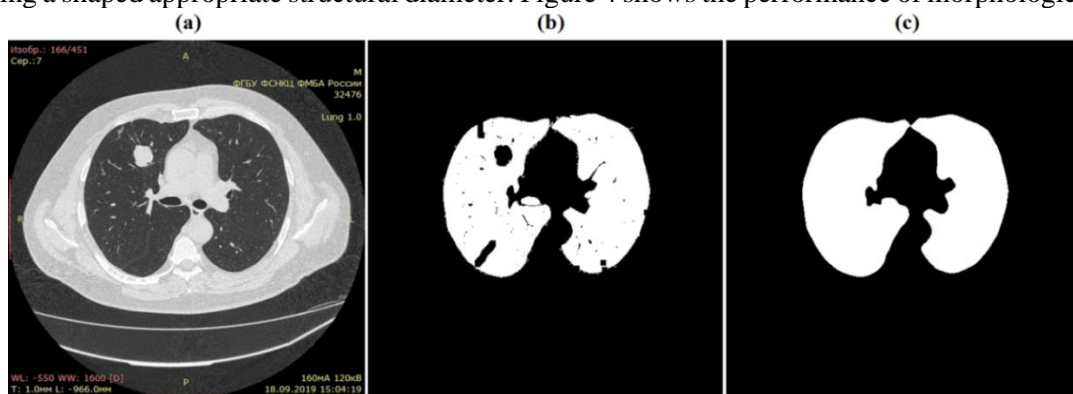 ing a shaped appropriate structural diameter. Figure 4 shows the performance of morphologic
(a) (b) (c)
Изобр.: 166/451
Сер.:7
A
M
ФГБУ ФСНКЦ ФМБА России
32476
Lung 1.0
R
L
WL: -550 WW: 1600 [D]
T: 1.0мм L: -966.0мм
P
160мА 120кВ
18.09.2019 15:04:19